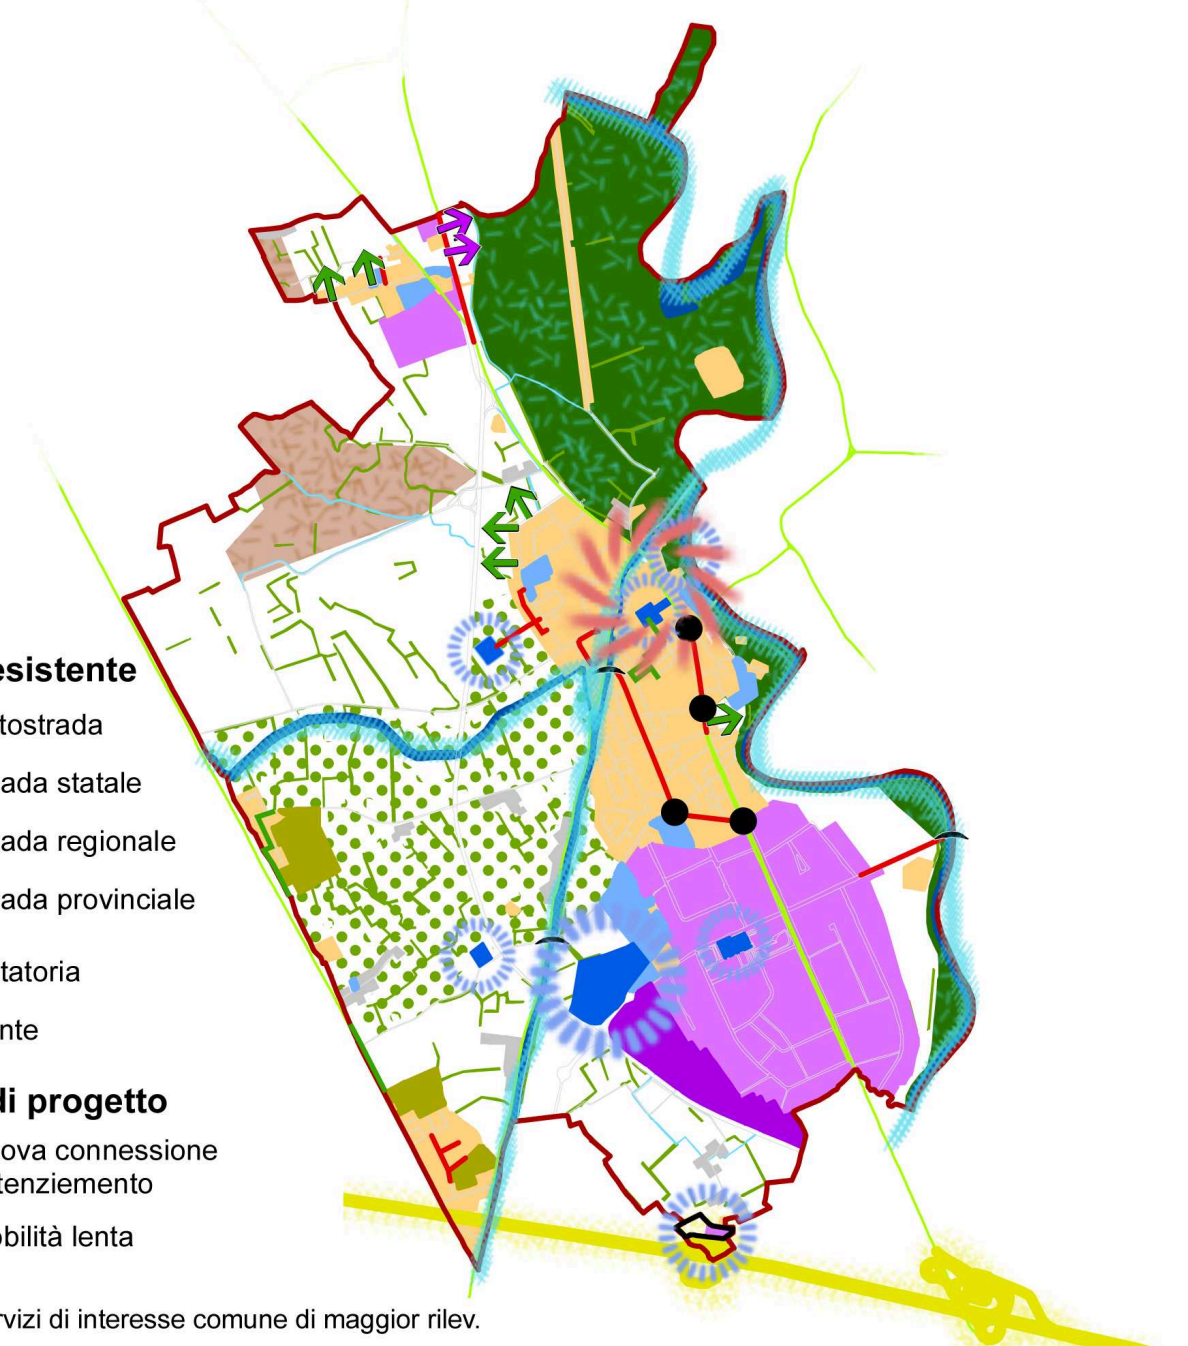 esistente
tostrada
ada statale
ada regionale
ada provinciale
tatoria
nte
di progetto
ova connessione
tenziemento
obilità lenta
rvizi di interesse comune di maggior rilev.